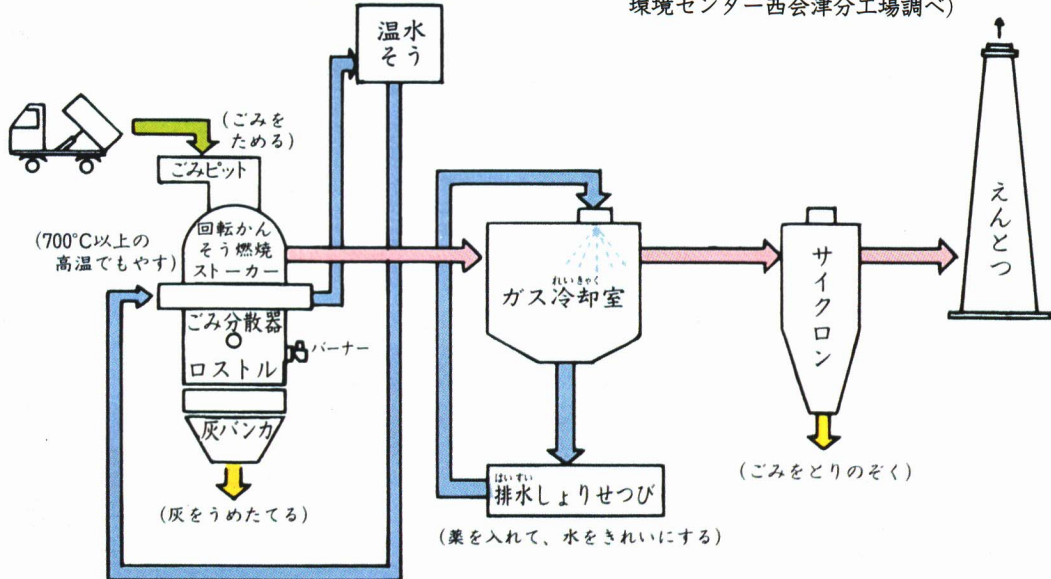 環境センター西会津分工場調べ)
温水
そう
(ごみを
ためる)
ごみピット
回転かん
そう燃焼
ストーカー
(700°C以上の
高温でもやす)
ごみ分散器
ロストル
バーナー
灰バンカ
(灰をうめたてる)
れいきゃく
ガス冷却室
はいすい
排水しょりせつび
(薬を入れて、水をきれいにする)
サイクロン
(ごみをとりのぞく)
えんとつ